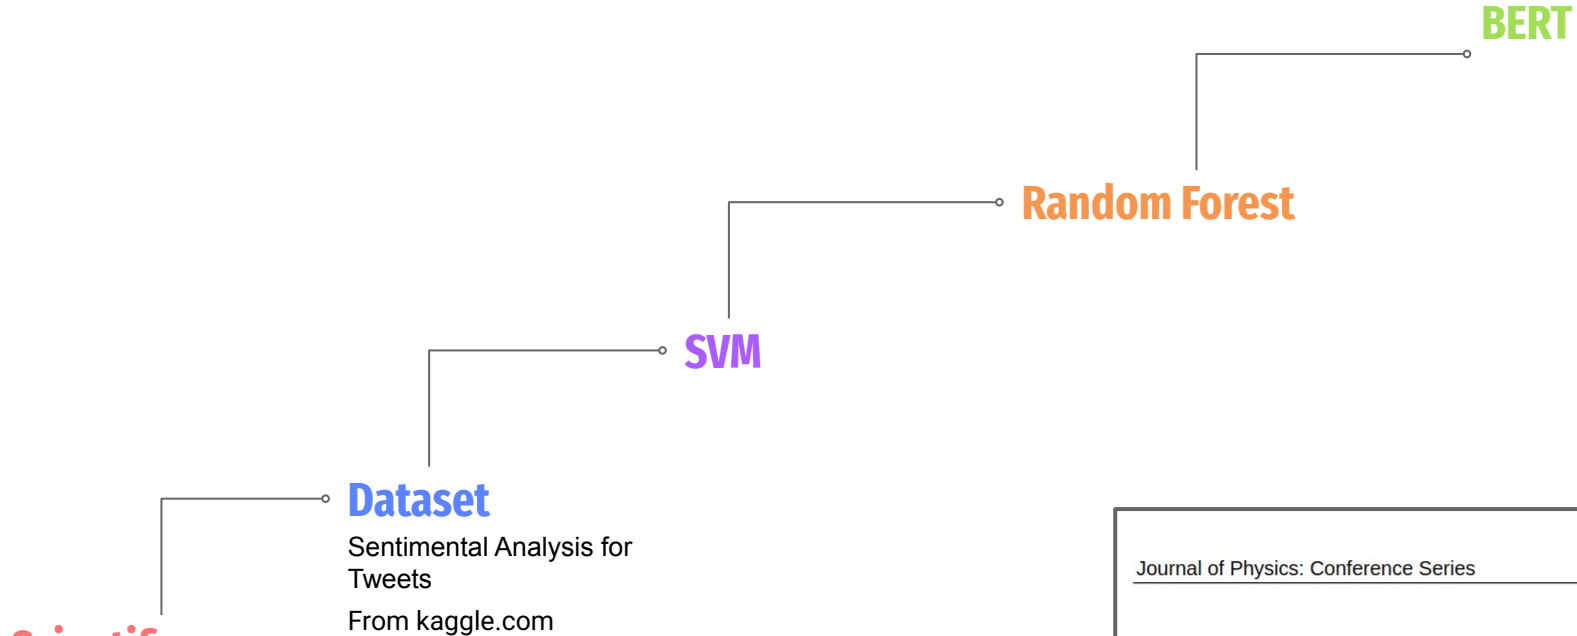 BERT
Random Forest
SVM
Dataset
Sentimental Analysis for
Tweets
From kaggle.com
Journal of Physics: Conference Series